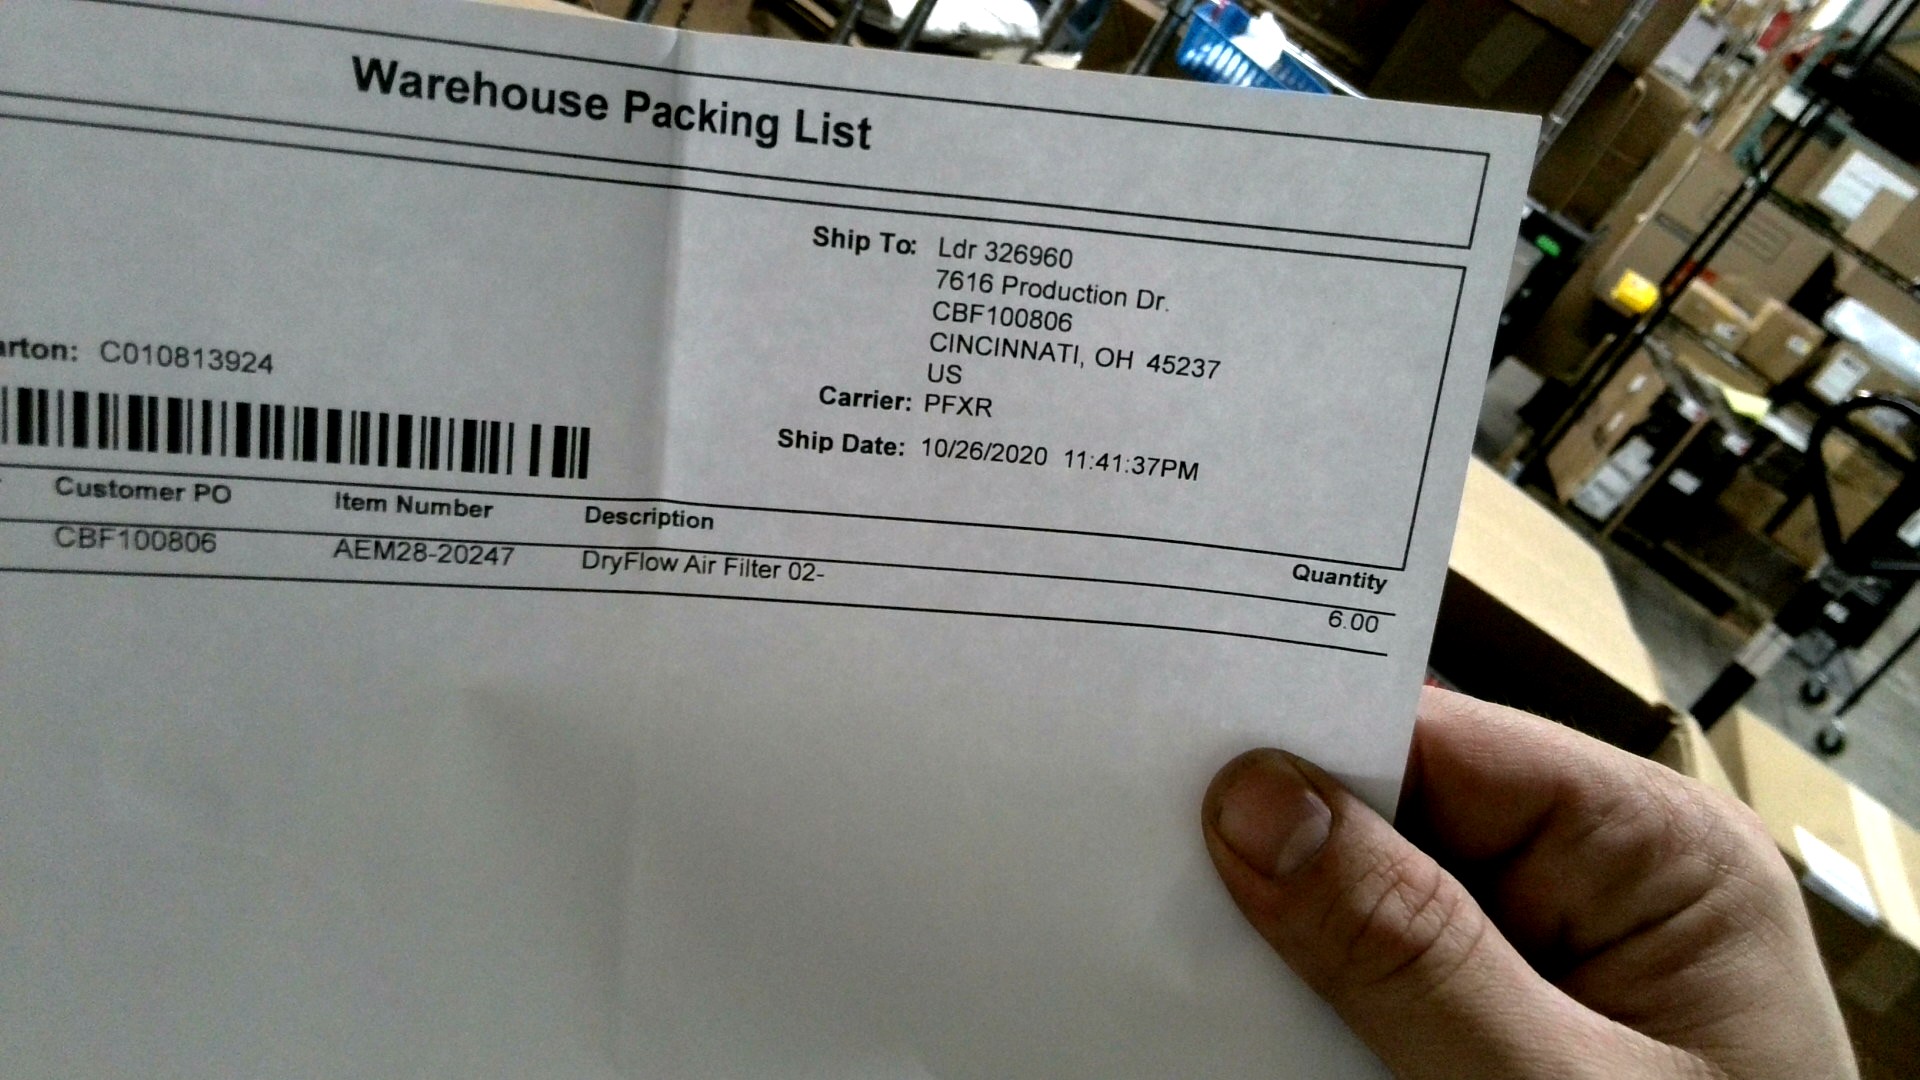 Warehouse Packing List
Ship To: Ldr 326960
7616 Production Dr.
CBF100806
CINCINNATI, OH 45237
US
Carrier: PFXR
Ship Date: 10/26/2020 11:41:37PM
arton: C010813924
Customer PO Item Number Description Quantity
CBF100806 AEM28-20247 DryFlow Air Filter 02- 6.00